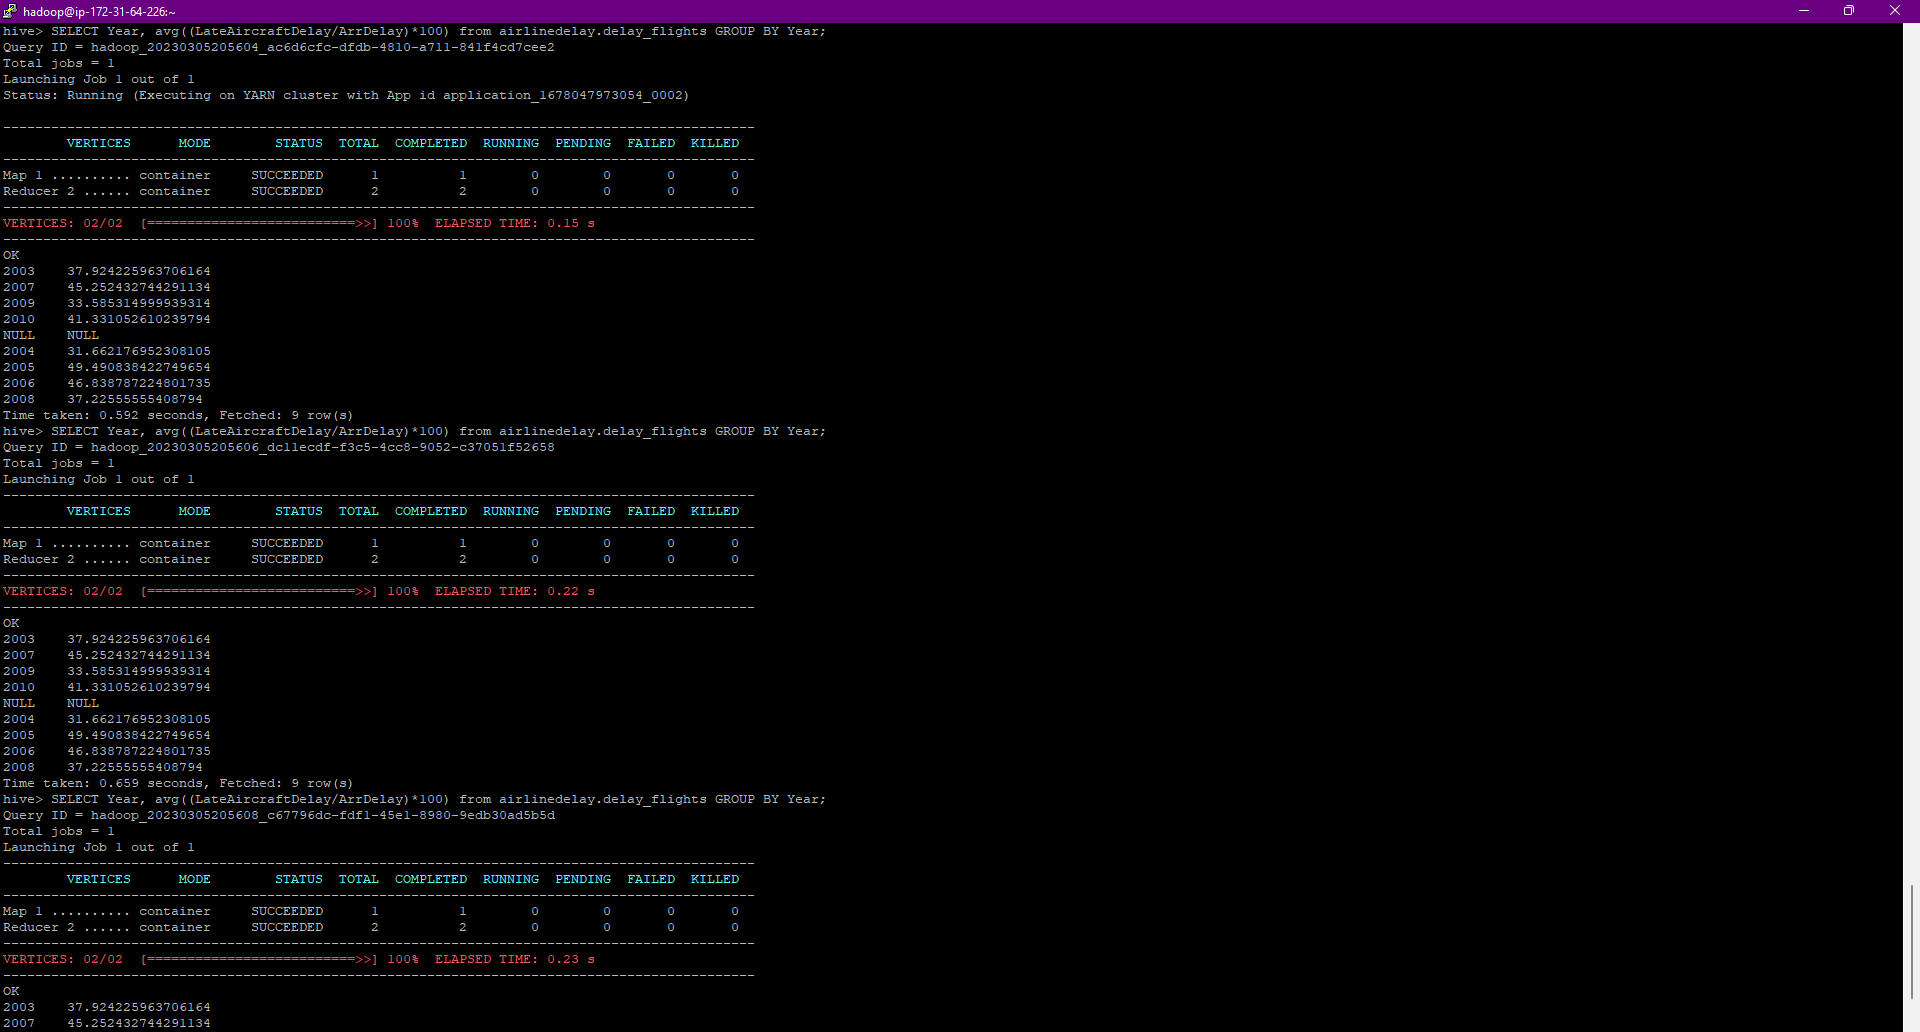 hadoop@ip-172-31-64-226:~
hive> SELECT Year, avg((LateAircraftDelay/ArrDelay)*100) from airlinedelay.delay_flights GROUP BY Year;
Query ID = hadoop_20230305205604_ac6d6cfc-dfdb-4810-a711-841f4cd7cee2
Total jobs = 1
Launching Job 1 out of 1
Status: Running (Executing on YARN cluster with App id application_1678047973054_0002)
----------------------------------------------------------------------------------------------
        VERTICES      MODE        STATUS  TOTAL  COMPLETED  RUNNING  PENDING  FAILED  KILLED
----------------------------------------------------------------------------------------------
Map 1 .......... container     SUCCEEDED      1          1        0        0       0       0
Reducer 2 ...... container     SUCCEEDED      2          2        0        0       0       0
----------------------------------------------------------------------------------------------
VERTICES: 02/02  [==========================>>] 100%  ELAPSED TIME: 0.15 s
----------------------------------------------------------------------------------------------
OK
2003    37.924225963706164
2007    45.252432744291134
2009    33.585314999939314
2010    41.331052610239794
NULL    NULL
2004    31.662176952308105
2005    49.490838422749654
2006    46.838787224801735
2008    37.22555555408794
Time taken: 0.592 seconds, Fetched: 9 row(s)
hive> SELECT Year, avg((LateAircraftDelay/ArrDelay)*100) from airlinedelay.delay_flights GROUP BY Year;
Query ID = hadoop_20230305205606_dc11ecdf-f3c5-4cc8-9052-c37051f52658
Total jobs = 1
Launching Job 1 out of 1
----------------------------------------------------------------------------------------------
        VERTICES      MODE        STATUS  TOTAL  COMPLETED  RUNNING  PENDING  FAILED  KILLED
----------------------------------------------------------------------------------------------
Map 1 .......... container     SUCCEEDED      1          1        0        0       0       0
Reducer 2 ...... container     SUCCEEDED      2          2        0        0       0       0
----------------------------------------------------------------------------------------------
VERTICES: 02/02  [==========================>>] 100%  ELAPSED TIME: 0.22 s
----------------------------------------------------------------------------------------------
OK
2003    37.924225963706164
2007    45.252432744291134
2009    33.585314999939314
2010    41.331052610239794
NULL    NULL
2004    31.662176952308105
2005    49.490838422749654
2006    46.838787224801735
2008    37.22555555408794
Time taken: 0.659 seconds, Fetched: 9 row(s)
hive> SELECT Year, avg((LateAircraftDelay/ArrDelay)*100) from airlinedelay.delay_flights GROUP BY Year;
Query ID = hadoop_20230305205608_c67796dc-fdf1-45e1-8980-9edb30ad5b5d
Total jobs = 1
Launching Job 1 out of 1
----------------------------------------------------------------------------------------------
        VERTICES      MODE        STATUS  TOTAL  COMPLETED  RUNNING  PENDING  FAILED  KILLED
----------------------------------------------------------------------------------------------
Map 1 .......... container     SUCCEEDED      1          1        0        0       0       0
Reducer 2 ...... container     SUCCEEDED      2          2        0        0       0       0
----------------------------------------------------------------------------------------------
VERTICES: 02/02  [==========================>>] 100%  ELAPSED TIME: 0.23 s
----------------------------------------------------------------------------------------------
OK
2003    37.924225963706164
2007    45.252432744291134